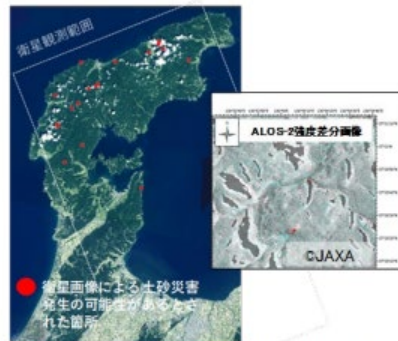 衛星観測範囲
ALOS-2強度差分画像
©JAXA
衛星画像による土砂災害
発生の可能性があるとさ
れた箇所